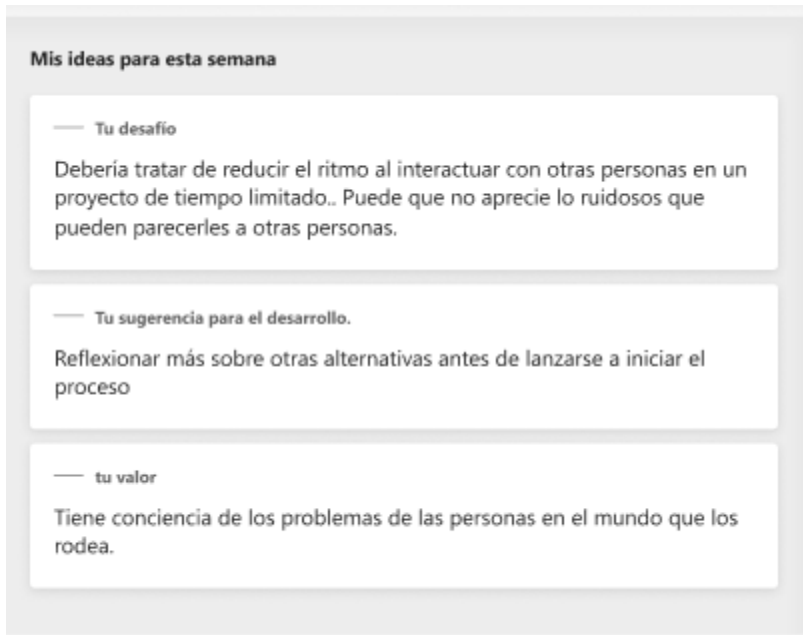 Mis ideas para esta semana
Tu desafío
Debería tratar de reducir el ritmo al interactuar con otras personas en un
proyecto de tiempo limitado.. Puede que no aprecie lo ruidosos que
pueden parecerles a otras personas.
Tu sugerencia para el desarrollo.
Reflexionar más sobre otras alternativas antes de lanzarse a iniciar el
proceso
tu valor
Tiene conciencia de los problemas de las personas en el mundo que los
rodea.